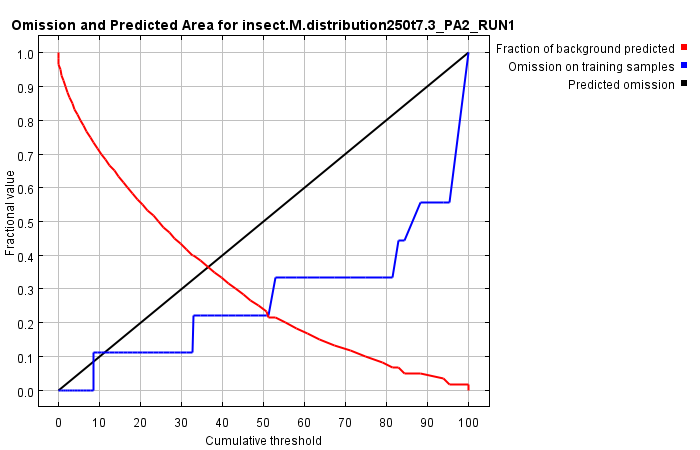 Omission and Predicted Area for insect.M.distribution250t7.3_PA2_RUN1
Fraction of background predicted
Omission on training samples
Predicted omission
1.0
0.9
0.8
0.7
0.6
0.5
0.4
0.3
0.2
0.1
0.0
Fractional value
0 10 20 30 40 50 60 70 80 90 100
Cumulative threshold